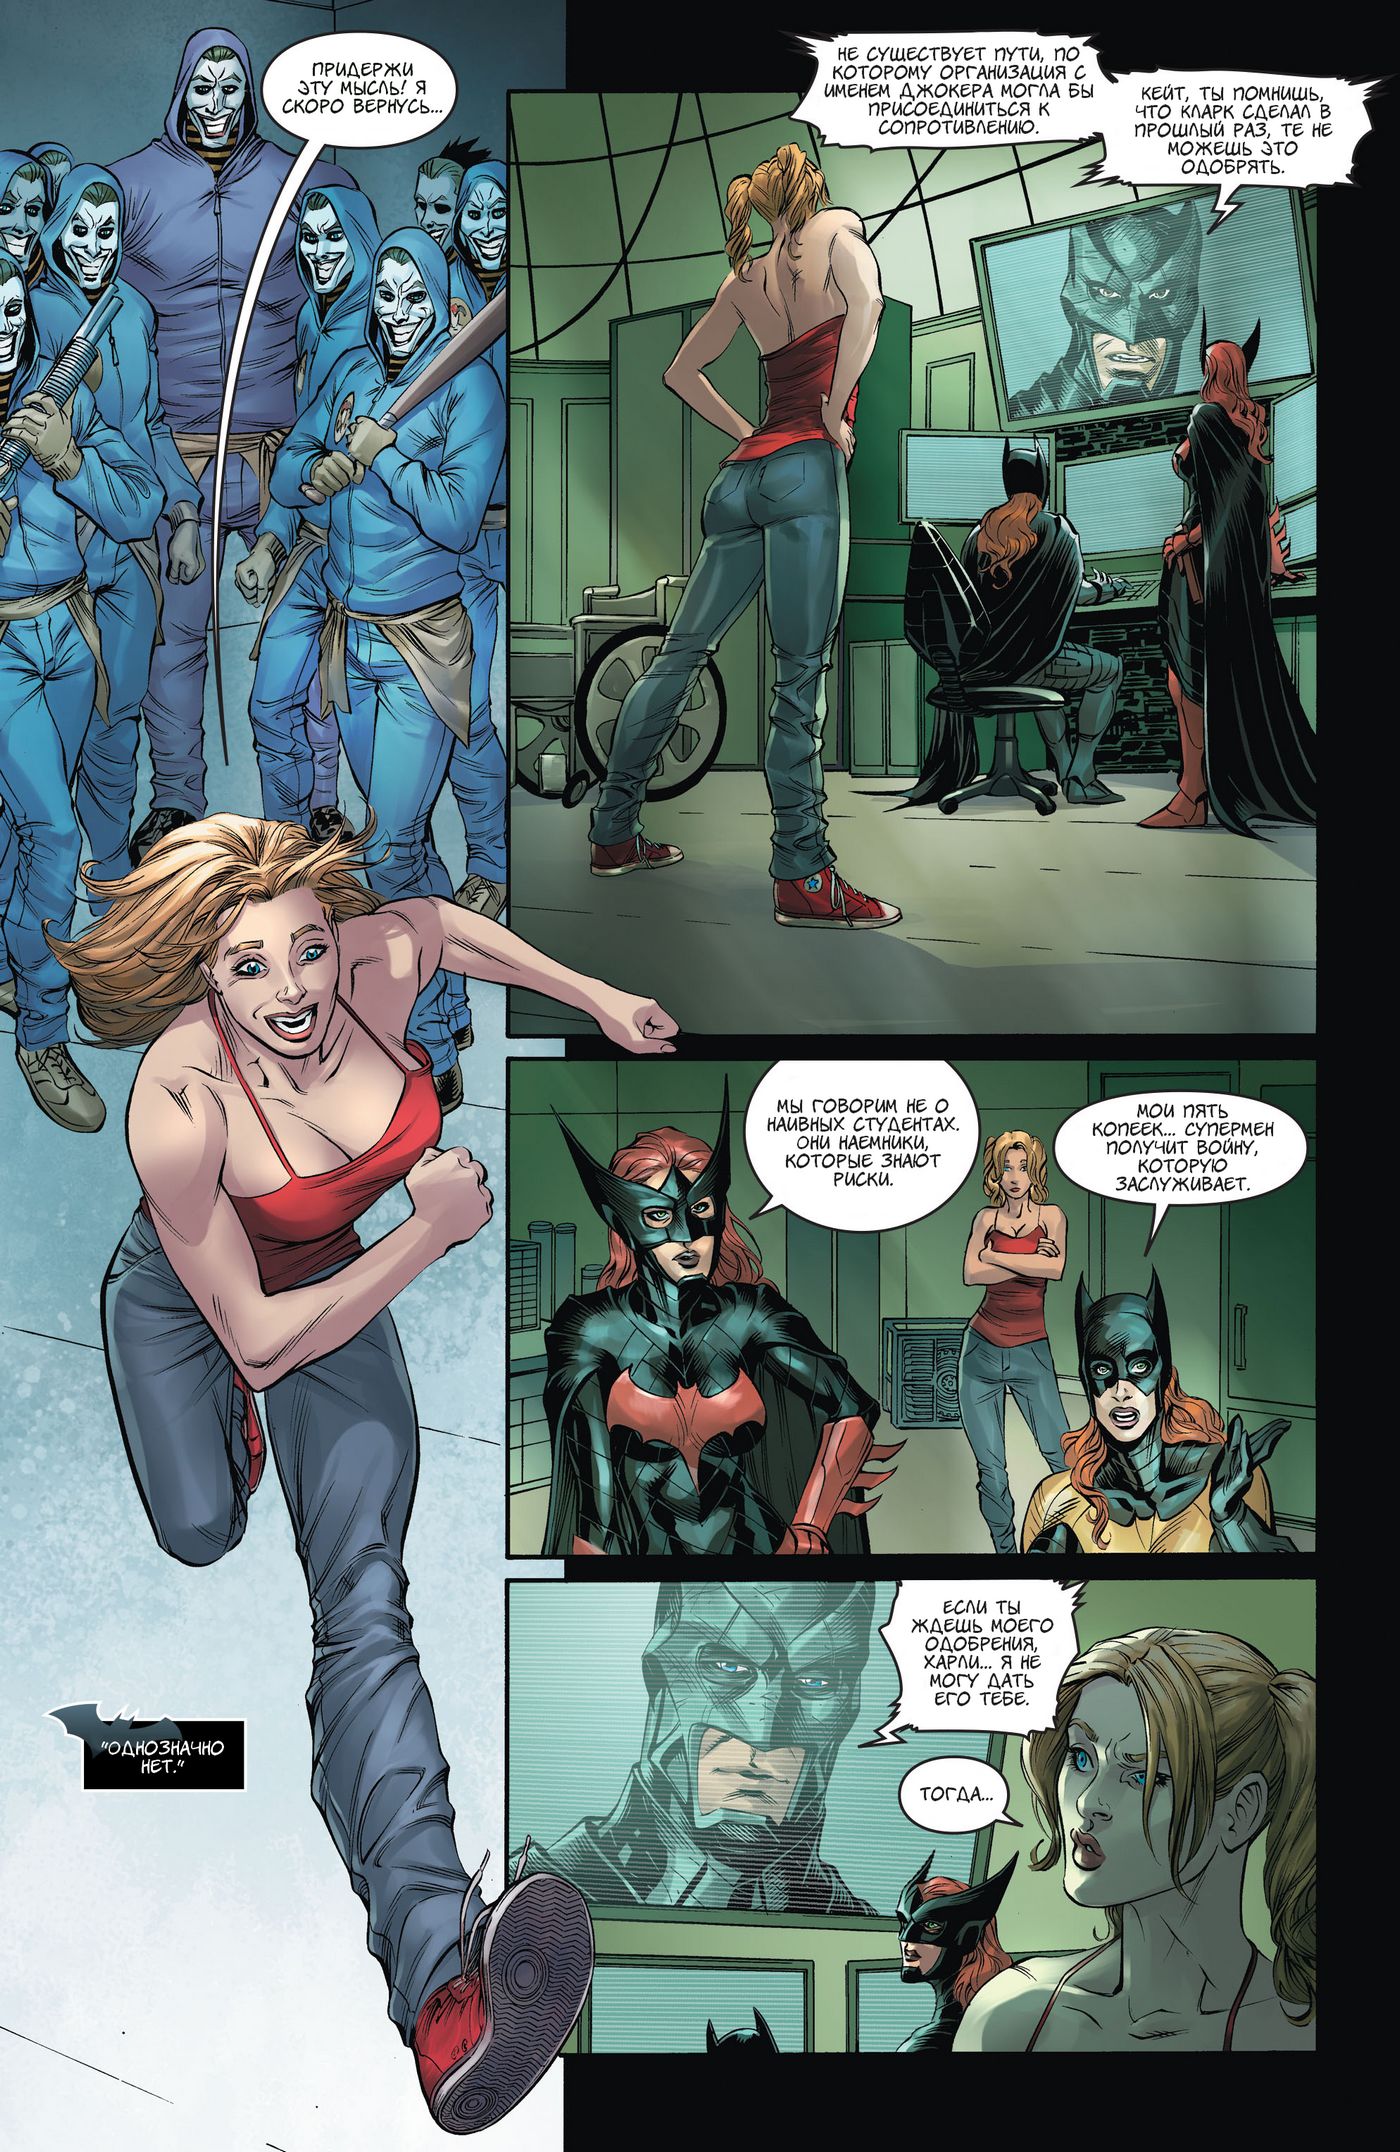 ПРИДЕРЖИ
ЭТУ МЫСЛЬ! Я
СКОРО ВЕРНУСЬ...
"ОДНОЗНАЧНО
НЕТ."
НЕ СУЩЕСТВУЕТ ПУТИ, ПО
КОТОРОМУ ОРГАНИЗАЦИЯ С
ИМЕНЕМ ДЖОКЕРА МОГЛА БЫ
ПРИСОЕДИНИТЬСЯ К
СОПРОТИВЛЕНИЮ.
КЕЙТ, ТЫ ПОМНИШЬ,
ЧТО КЛАРК СДЕЛАЛ В
ПРОШЛЫЙ РАЗ, ТЕ НЕ
МОЖЕШЬ ЭТО
ОДОБРЯТЬ.
МЫ ГОВОРИМ НЕ О
НАИВНЫХ СТУДЕНТАХ.
ОНИ НАЕМНИКИ,
КОТОРЫЕ ЗНАЮТ
РИСКИ.
МОИ ПЯТЬ
КОПЕЕК... СУПЕРМЕН
ПОЛУЧИТ ВОЙНУ,
КОТОРУЮ
ЗАСЛУЖИВАЕТ.
ЕСЛИ ТЫ
ЖДЕШЬ МОЕГО
ОДОБРЕНИЯ,
ХАРЛИ... Я НЕ
МОГУ ДАТЬ
ЕГО ТЕБЕ.
ТОГДА...